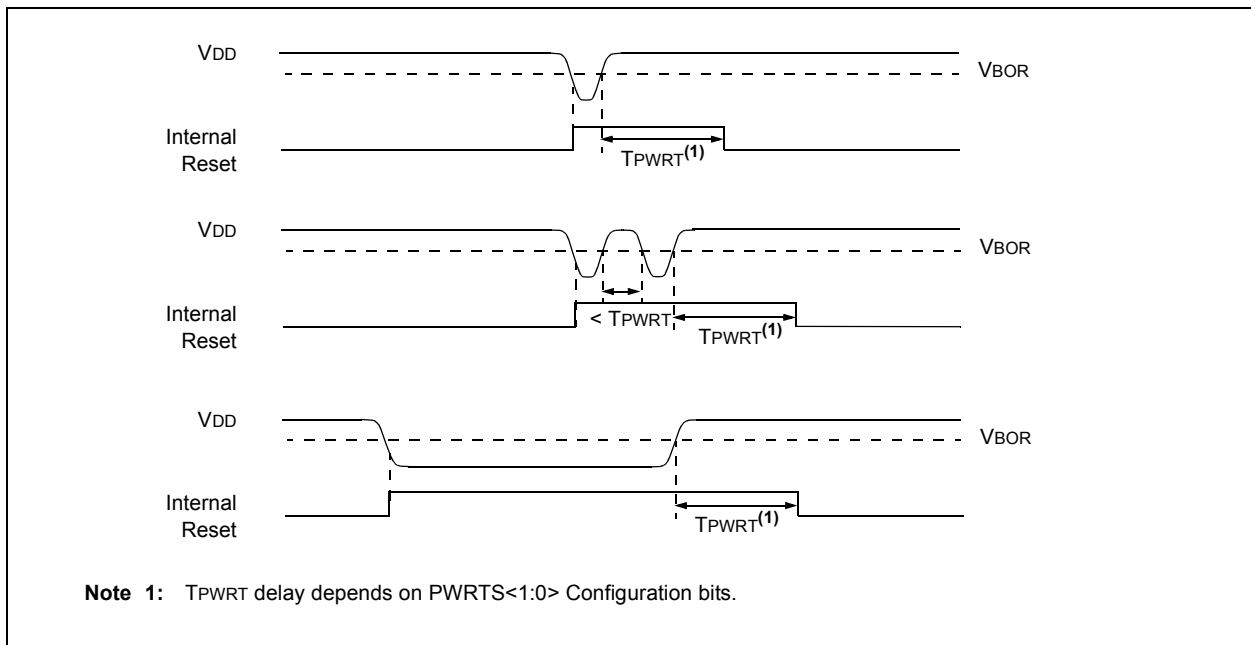 VDD
VBOR
Internal
Reset
TPWRT(1)
VDD
VBOR
Internal
Reset
< TPWRT
TPWRT(1)
VDD
VBOR
Internal
Reset
TPWRT(1)
Note 1: TPWRT delay depends on PWRTS<1:0> Configuration bits.